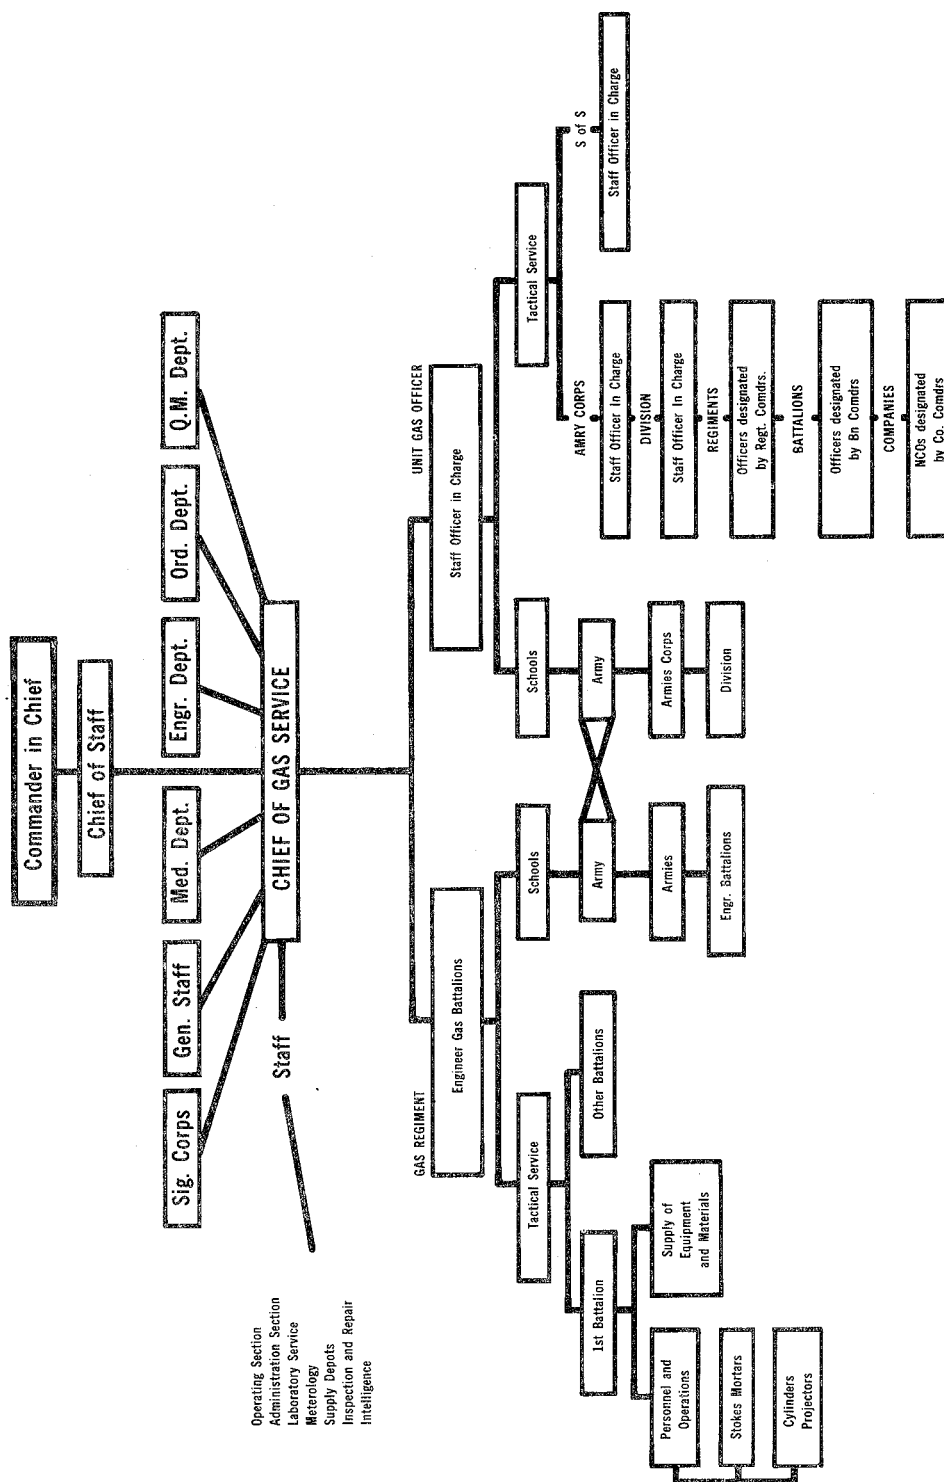 Commander in Chief
Chief of Staff
Sig. Corps
Gen. Staff
Med. Dept.
Engr. Dept.
Ord. Dept.
Q.M. Dept.
CHIEF OF GAS SERVICE
Staff
Operating Section
Administration Section
Laboratory Service
Meterology
Supply Depots
Inspection and Repair
Intelligence
GAS REGIMENT
Engineer Gas Battalions
UNIT GAS OFFICER
Staff Officer in Charge
Tactical Service
Schools
Schools
Tactical Service
1st Battalion
Other Battalions
Army
Army
AMRY CORPS
S of S
Personnel and
Operations
Supply of
Equipment
and Materials
Armies
Armies Corps
Staff Officer In Charge
Staff Officer in Charge
DIVISION
Stokes Mortars
Engr. Battalions
Division
Staff Officer In Charge
REGIMENTS
Cylinders
Projectors
Officers designated
by Regt. Comdrs.
BATTALIONS
Officers designated
by Bn Comdrs
COMPANIES
NCOs designated
by Co. Comdrs